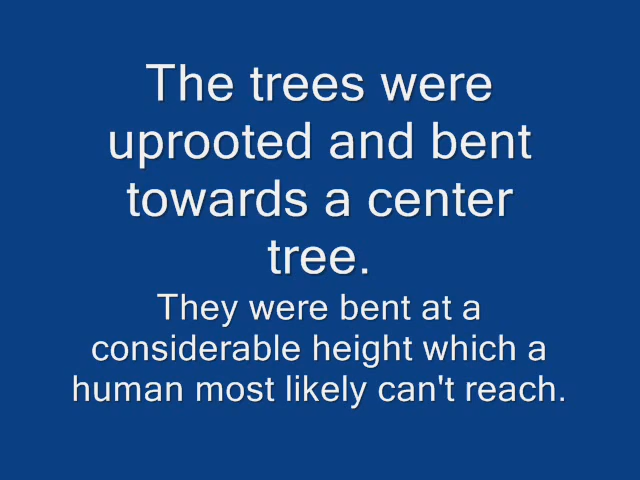 The trees were
uprooted and bent
towards a center
tree.
They were bent at a
considerable height which a
human most likely can't reach.